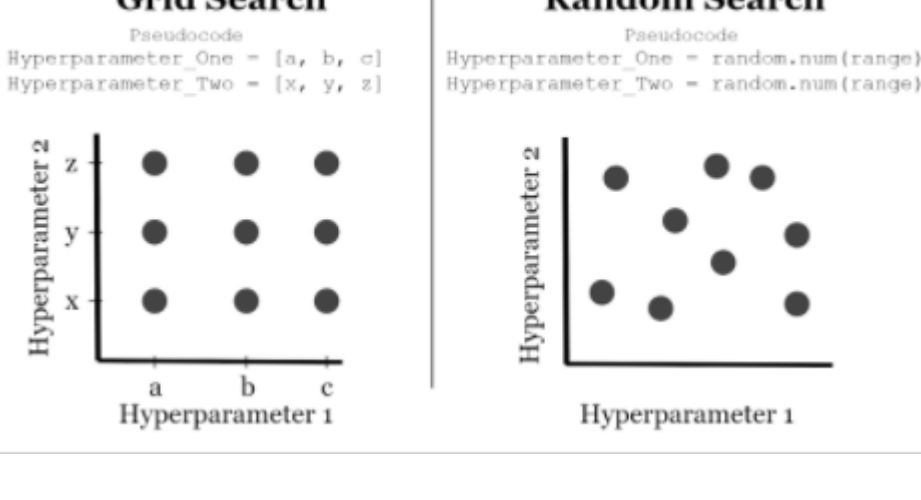 Grid Search
Pseudocode
Hyperparameter_One = [a, b, c]
Hyperparameter_Two = [x, y, z]
Hyperparameter 2
z
y
x
a b c
Hyperparameter 1
Random Search
Pseudocode
Hyperparameter_One = random.num(range)
Hyperparameter_Two = random.num(range)
Hyperparameter 2
Hyperparameter 1